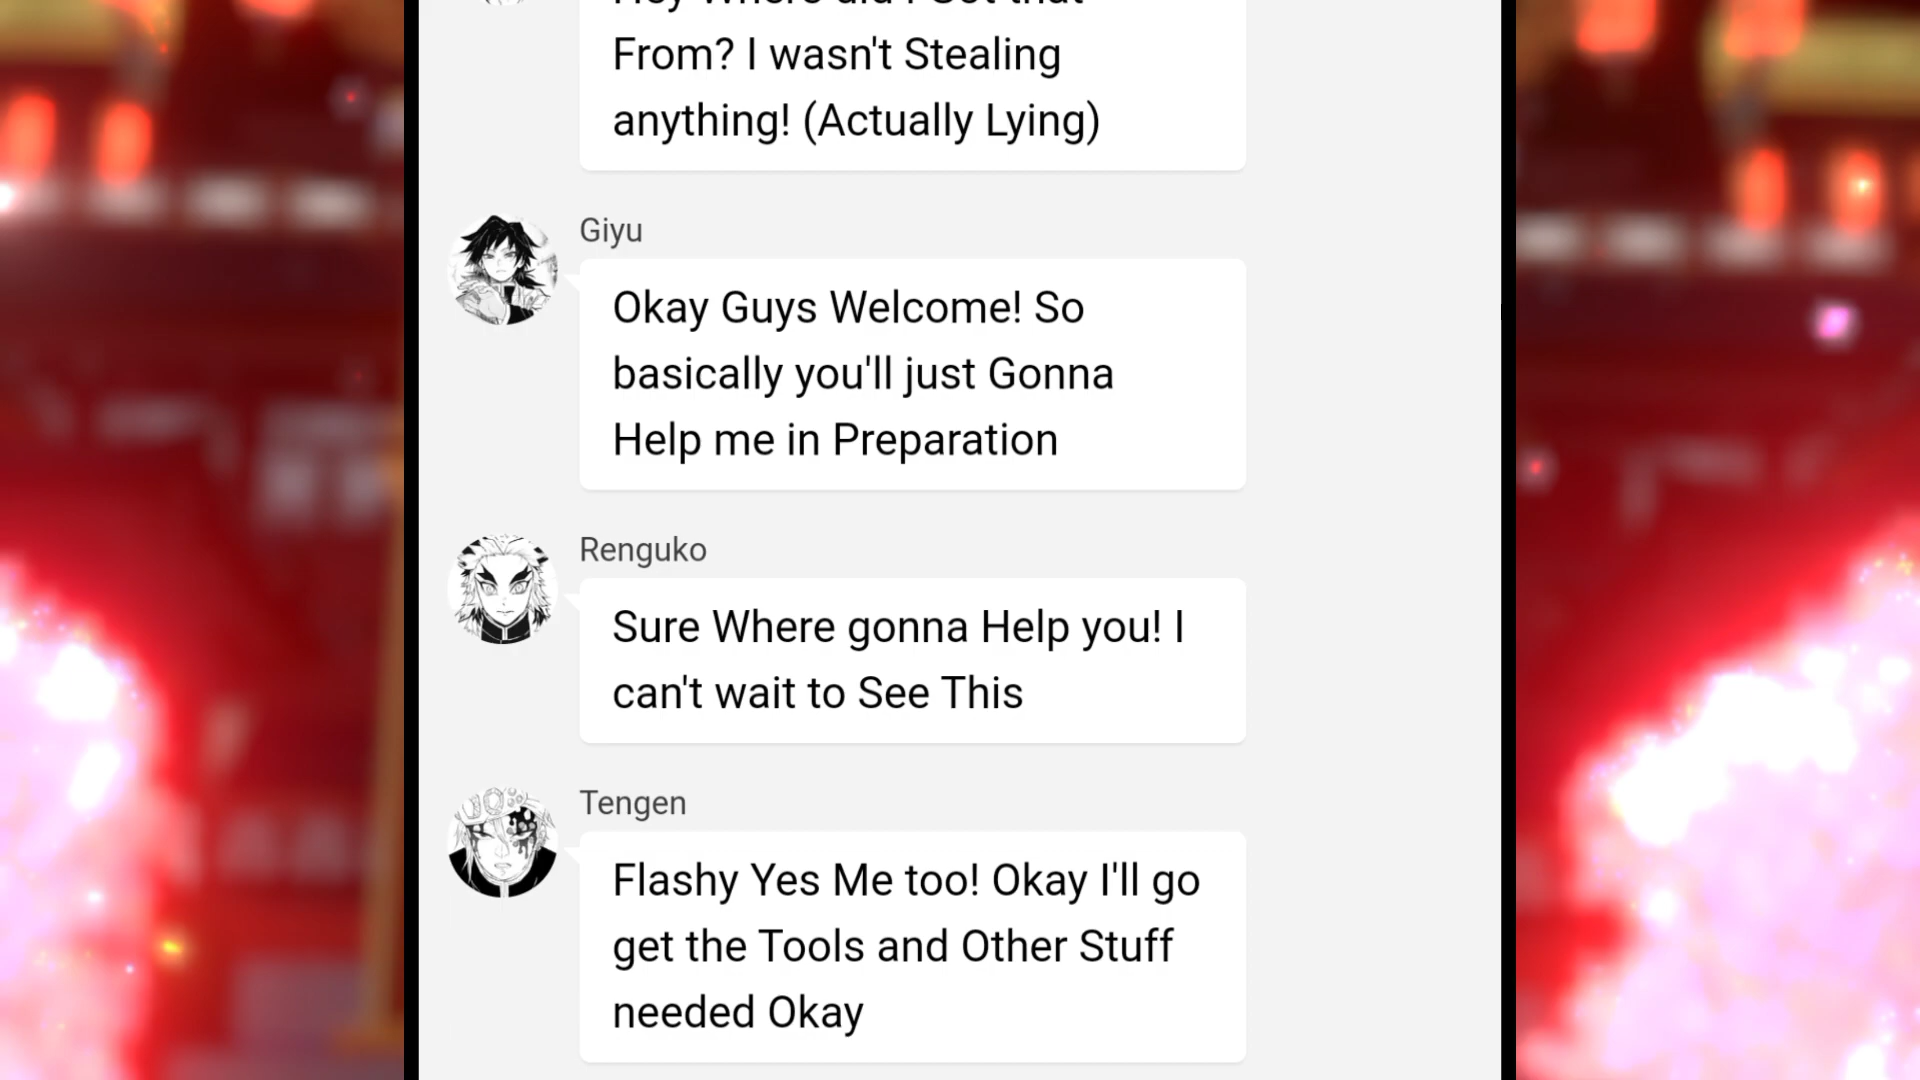 From? I wasn't Stealing
anything! (Actually Lying)
Giyu
Okay Guys Welcome! So
basically you'll just Gonna
Help me in Preparation
Renguko
Sure Where gonna Help you! I
can't wait to See This
Tengen
Flashy Yes Me too! Okay I'll go
get the Tools and Other Stuff
needed Okay